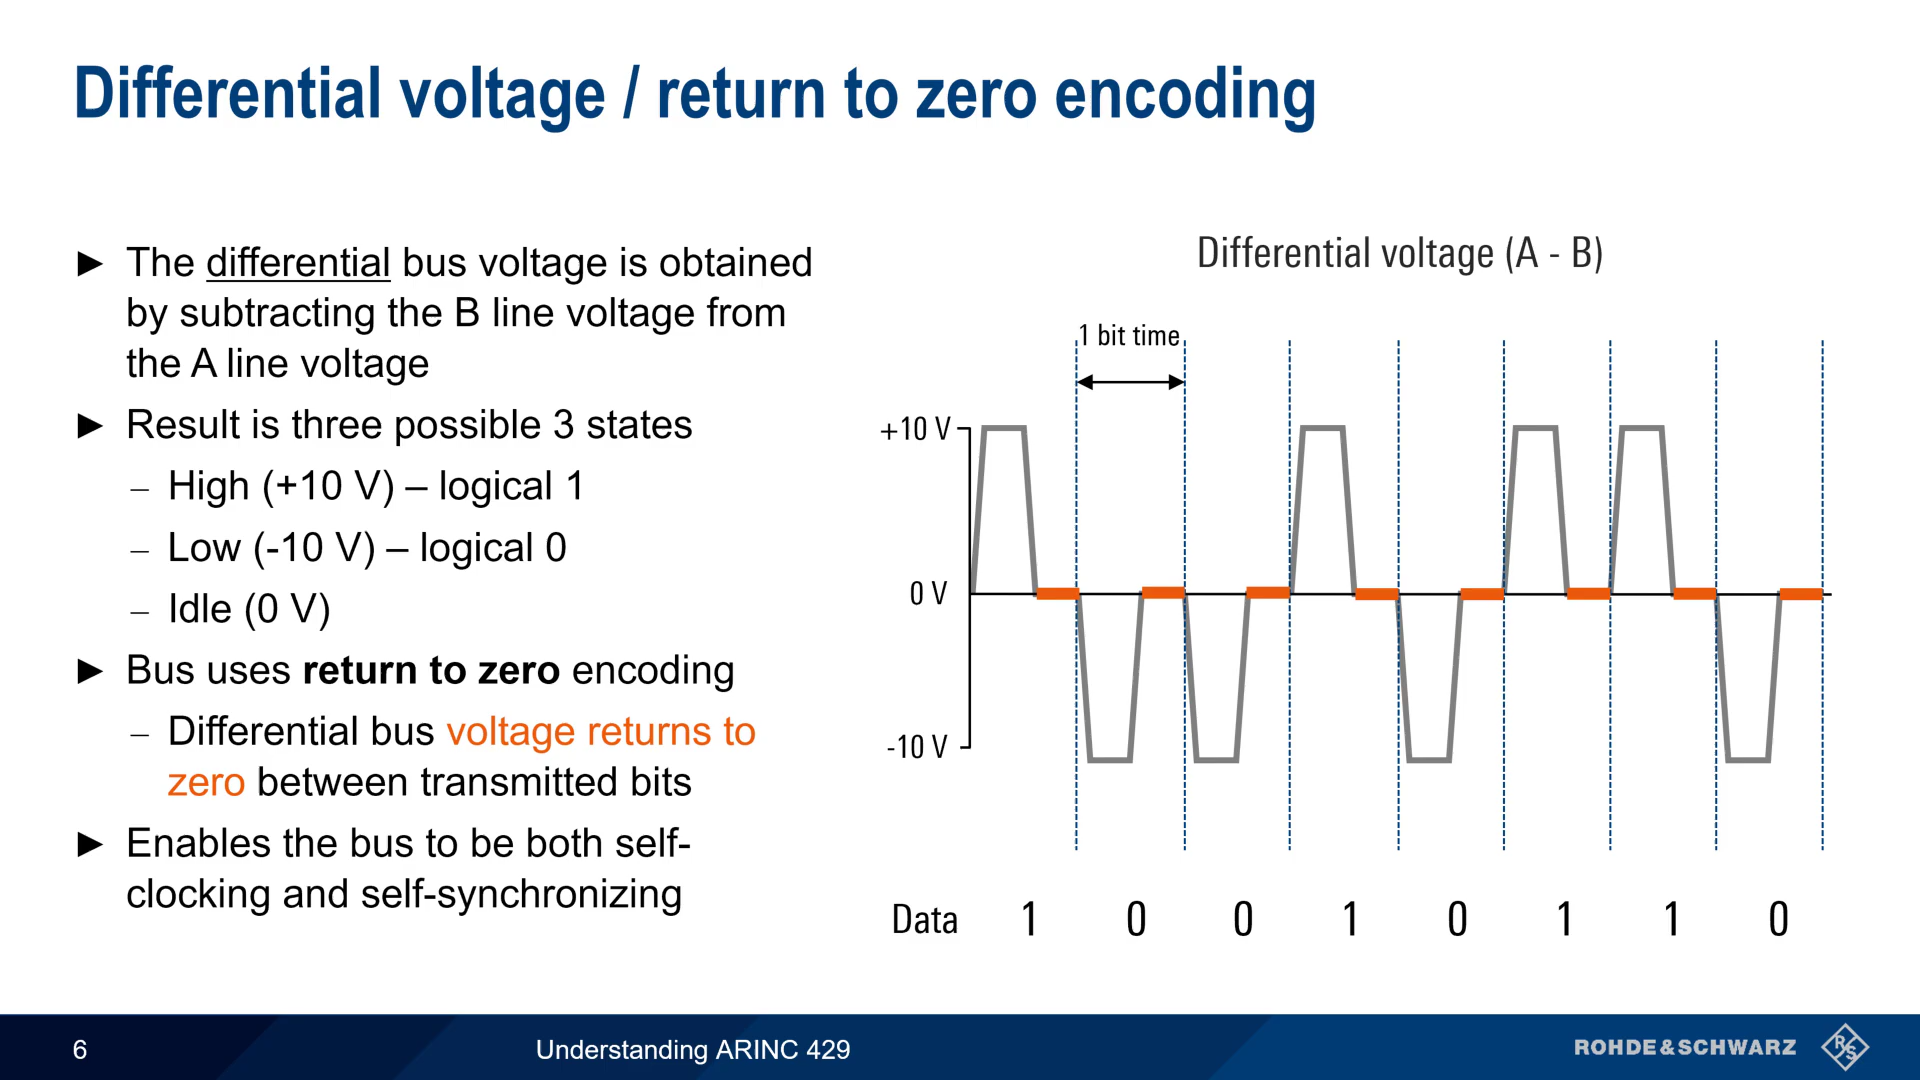 Differential voltage / return to zero encoding
► The differential bus voltage is obtained
by subtracting the B line voltage from
the A line voltage
► Result is three possible 3 states
– High (+10 V) – logical 1
– Low (-10 V) – logical 0
– Idle (0 V)
► Bus uses return to zero encoding
– Differential bus voltage returns to
zero between transmitted bits
► Enables the bus to be both self-
clocking and self-synchronizing
Differential voltage (A - B)
1 bit time
+10 V
0 V
-10 V
Data 1 0 0 1 0 1 1 0
6
Understanding ARINC 429
ROHDE & SCHWARZ
RS